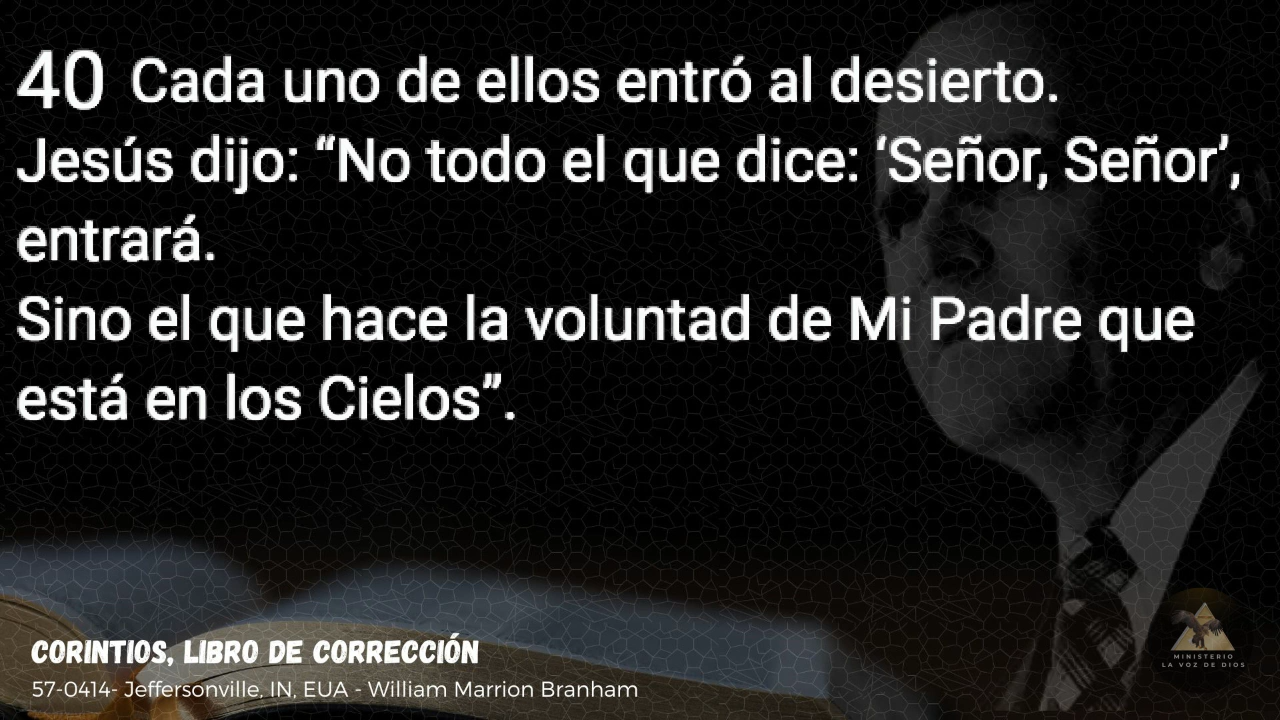 40 Cada uno de ellos entró al desierto.
Jesús dijo: “No todo el que dice: ‘Señor, Señor’,
entrará.
Sino el que hace la voluntad de Mi Padre que
está en los Cielos”.
CORINTIOS, LIBRO DE CORRECCIÓN
57-0414- Jeffersonville, IN, EUA - William Marrion Branham
MINISTERIO
LA VOZ DE DIOS